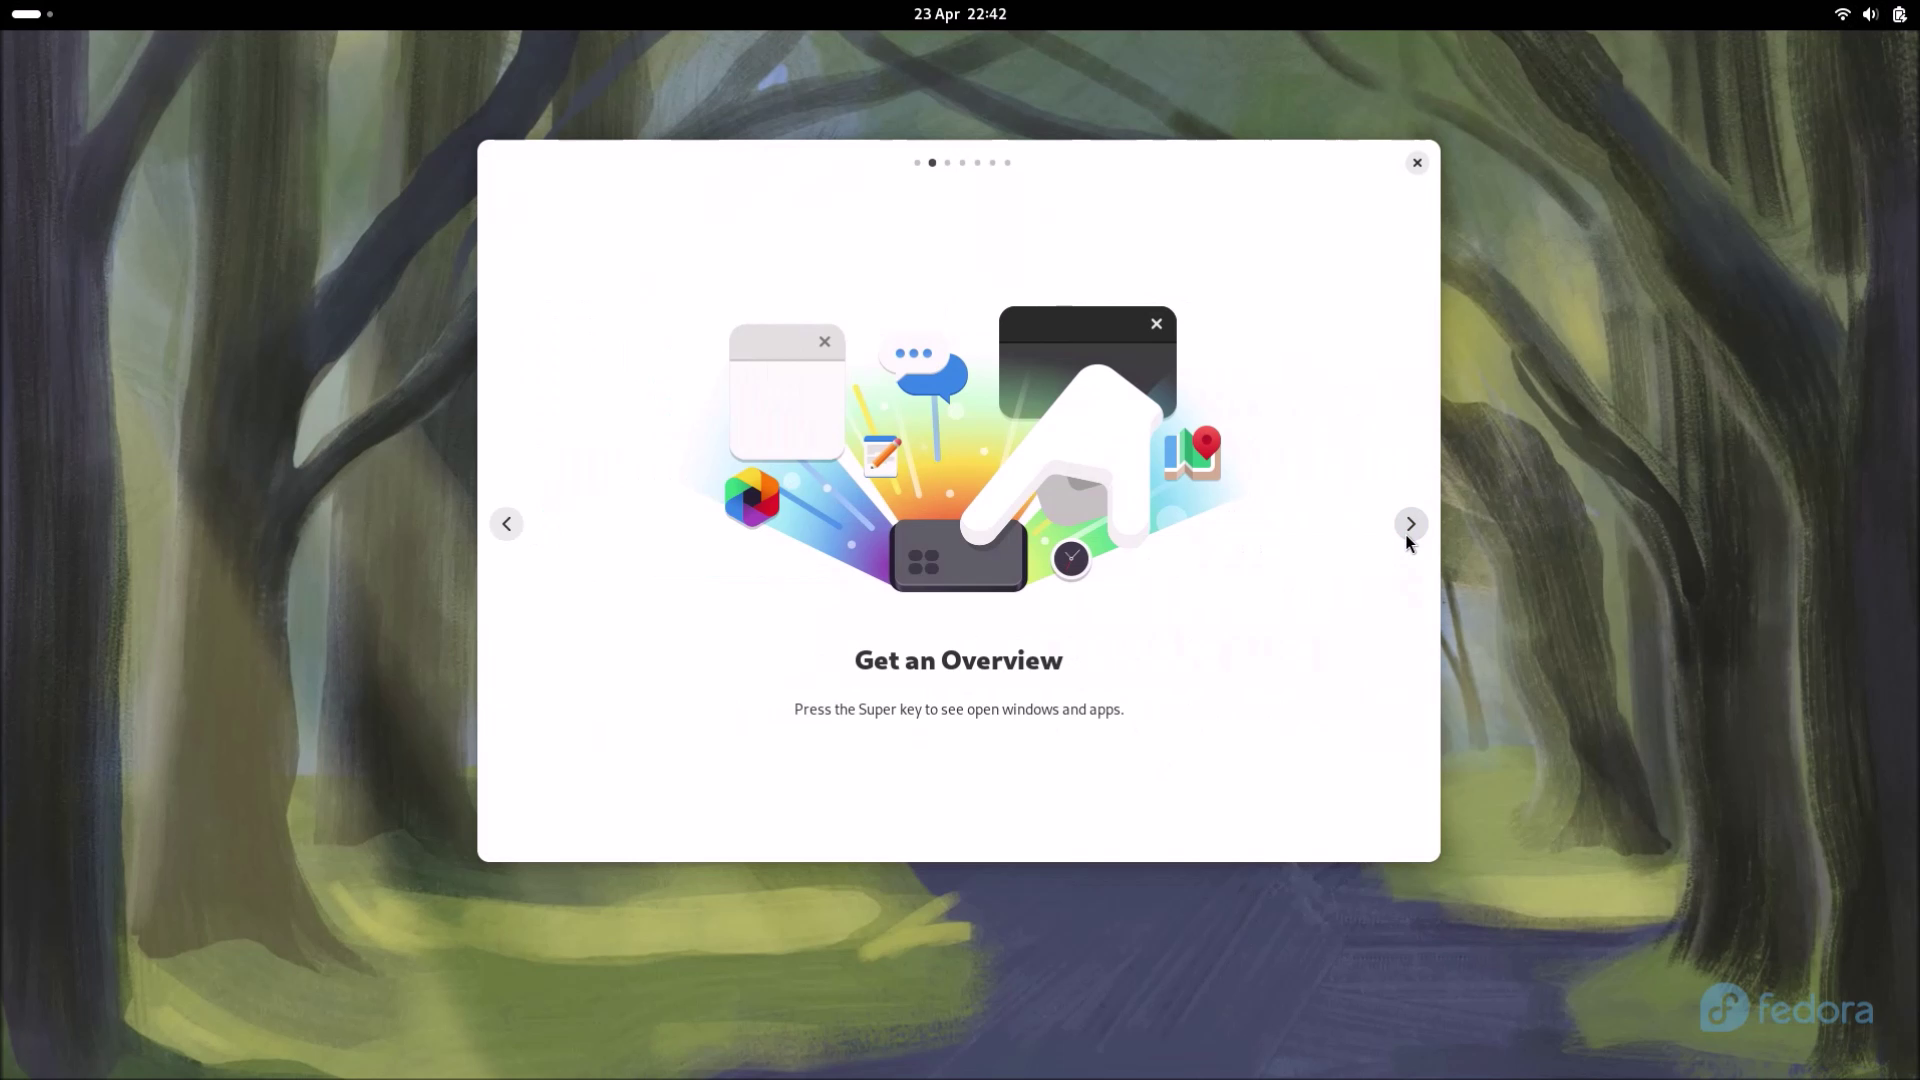 23 Apr 22:42
Get an Overview
Press the Super key to see open windows and apps.
fedora